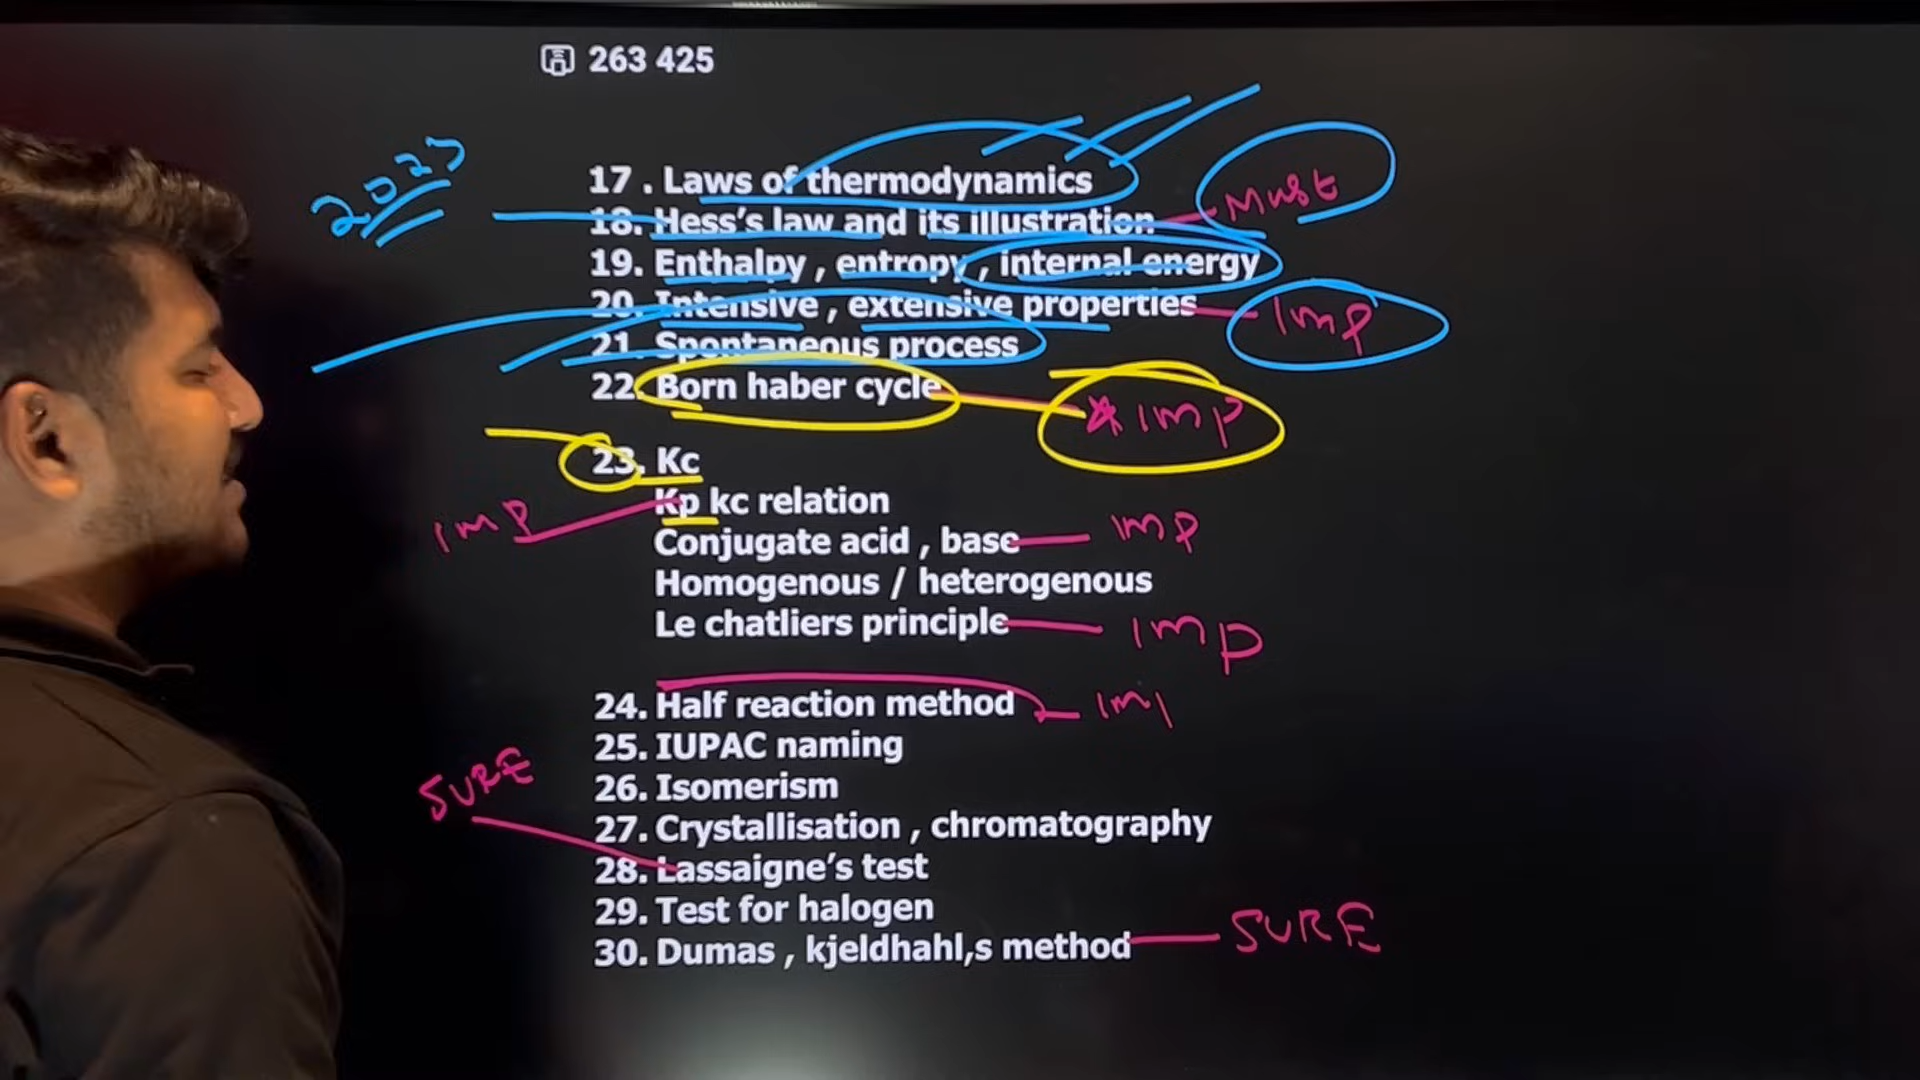 263 425
2023
17 . Laws of thermodynamics
18. Hess's law and its illustration Must
19. Enthalpy , entropy , internal energy
20. Intensive , extensive properties Imp
21. Spontaneous process
22. Born haber cycle * IMP
23. Kc
IMP Kp kc relation
Conjugate acid , base IMP
Homogenous / heterogenous
Le chatliers principle IMP
24. Half reaction method
25. IUPAC naming
SURE
26. Isomerism
27. Crystallisation , chromatography
28. Lassaigne's test
29. Test for halogen
30. Dumas , kjeldhahl,s method SURE